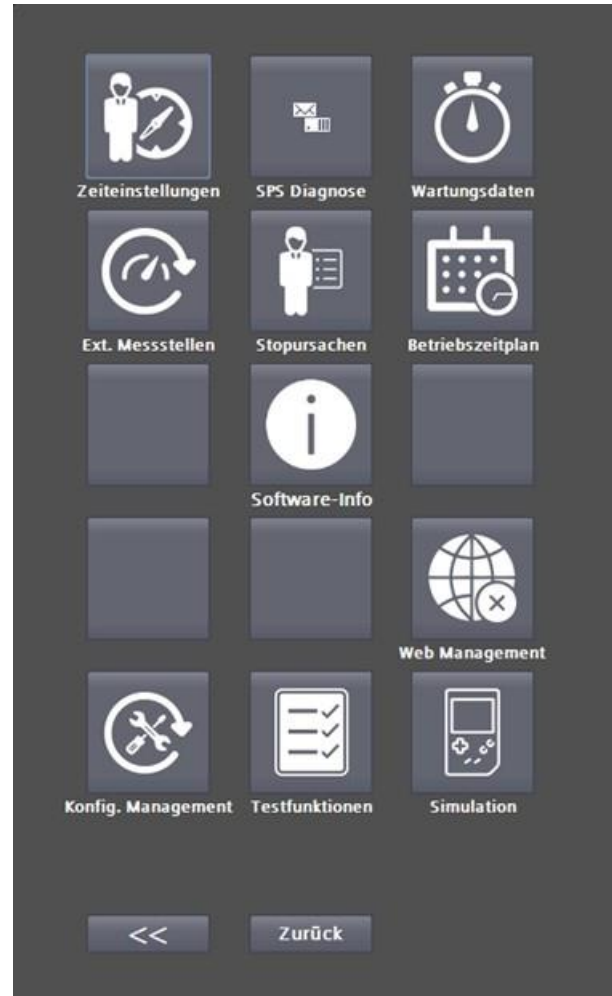 Zeiteinstellungen
SPS Diagnose
Wartungsdaten
Ext. Messstellen
Stopursachen
Betriebszeitplan
i
Software-Info
Web Management
Konfig. Management
Testfunktionen
Simulation
<<
Zurück